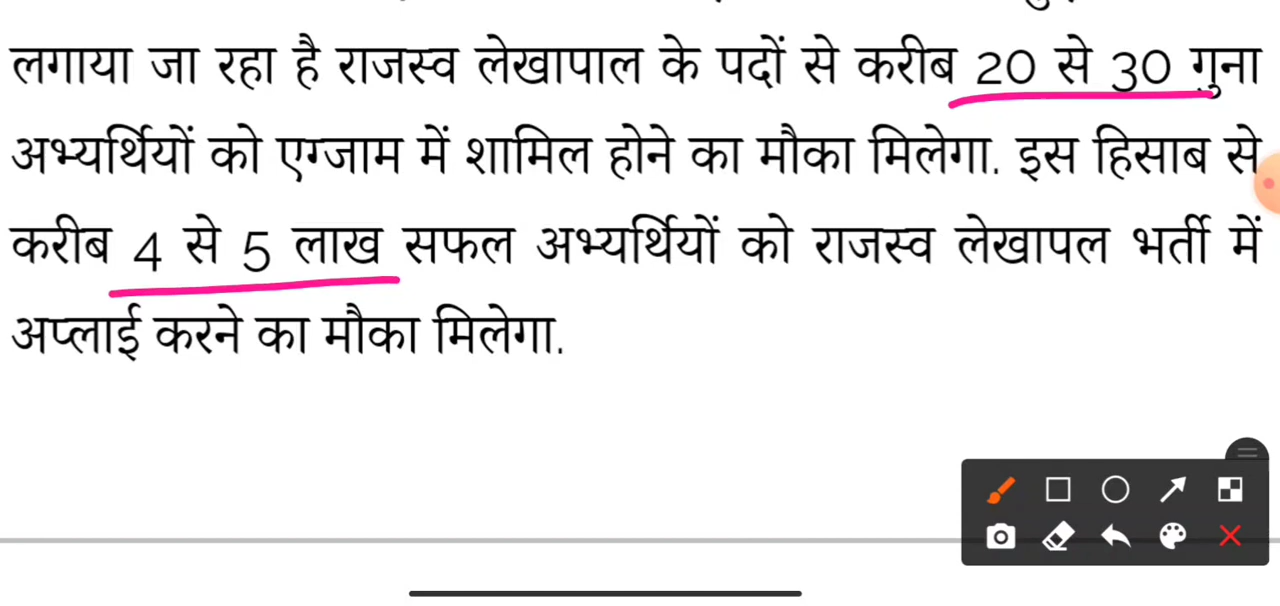 लगाया जा रहा है राजस्व लेखापाल के पदों से करीब 20 से 30 गुना
अभ्यर्थियों को एग्जाम में शामिल होने का मौका मिलेगा. इस हिसाब से
करीब 4 से 5 लाख सफल अभ्यर्थियों को राजस्व लेखापल भर्ती में
अप्लाई करने का मौका मिलेगा.